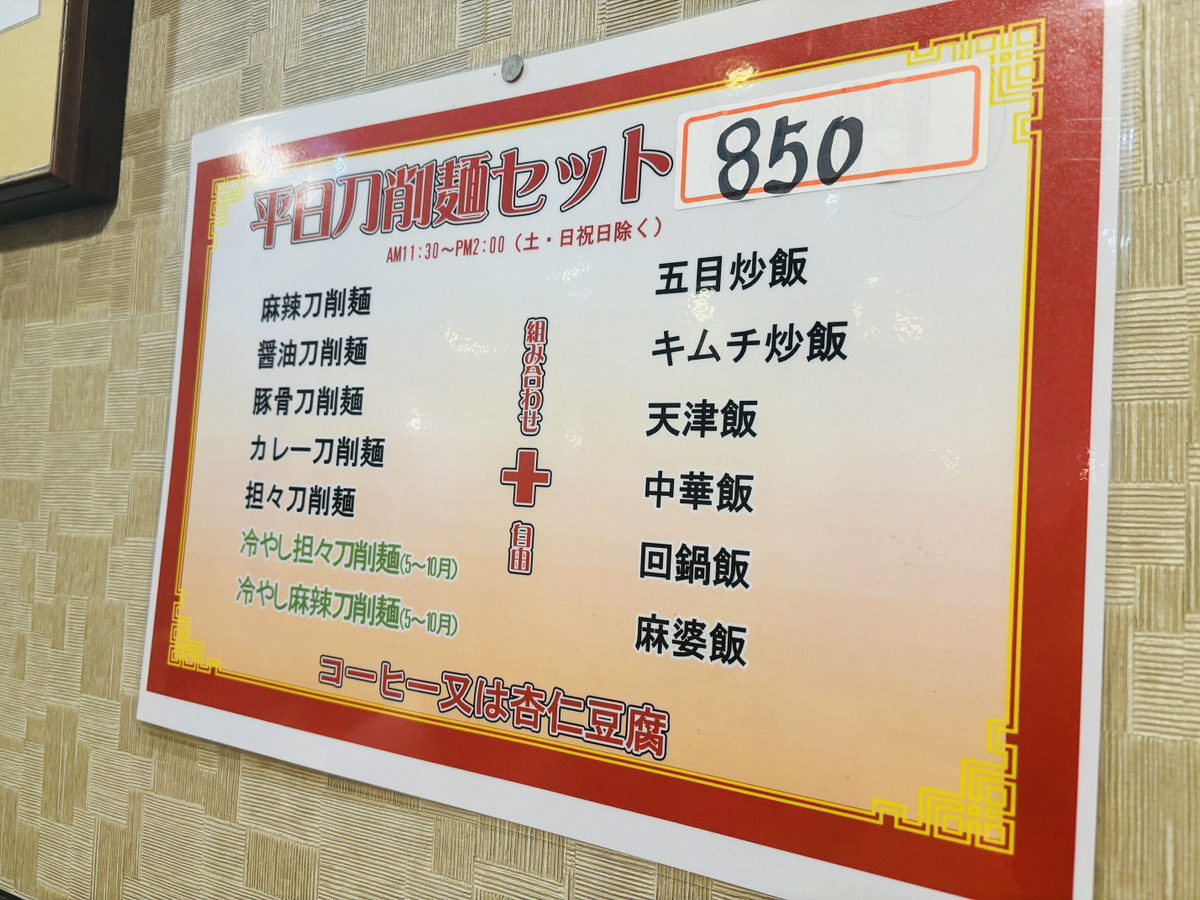 平日刀削麺セット 850
AM11:30〜PM2:00(土・日祝日除く)
麻辣刀削麺
醤油刀削麺
豚骨刀削麺
カレー刀削麺
担々刀削麺
冷やし担々刀削麺(5〜10月)
冷やし麻辣刀削麺(5〜10月)
組み合わせ
+
自由
五目炒飯
キムチ炒飯
天津飯
中華飯
回鍋飯
麻婆飯
コーヒー又は杏仁豆腐